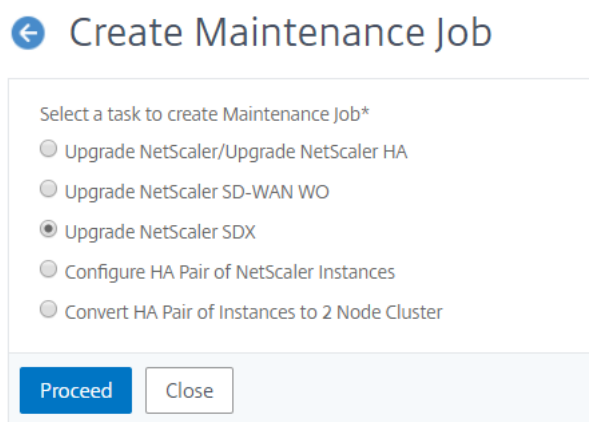 Create Maintenance Job
Select a task to create Maintenance Job*
Upgrade NetScaler/Upgrade NetScaler HA
Upgrade NetScaler SD-WAN WO
Upgrade NetScaler SDX
Configure HA Pair of NetScaler Instances
Convert HA Pair of Instances to 2 Node Cluster
Proceed Close